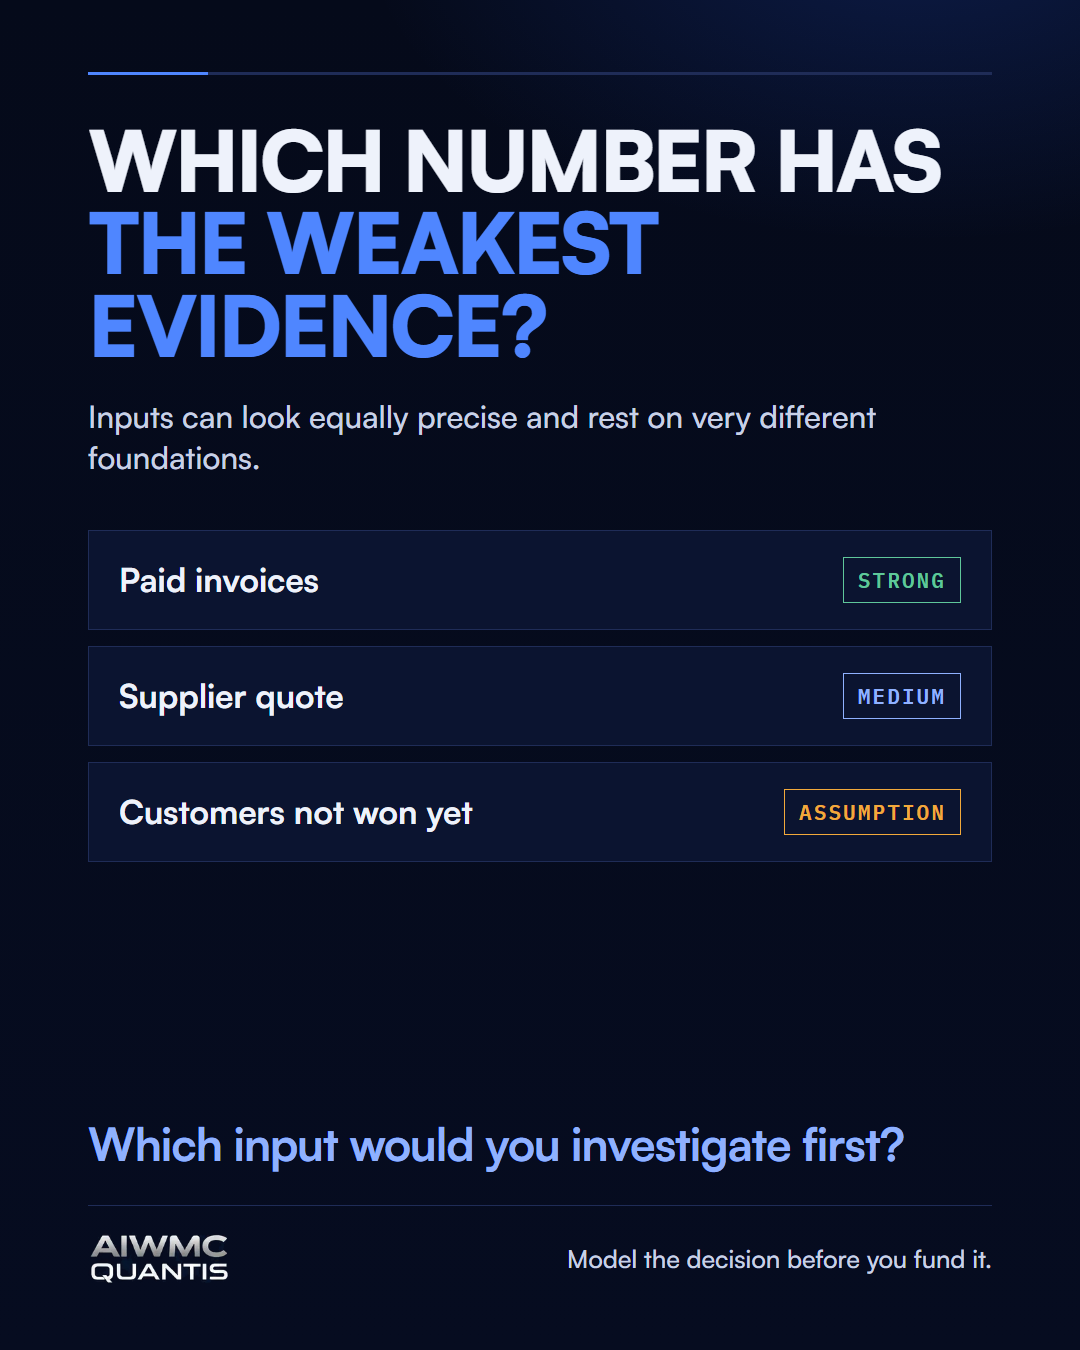 WHICH NUMBER HAS
THE WEAKEST
EVIDENCE?
Inputs can look equally precise and rest on very different
foundations.
Paid invoices
STRONG
Supplier quote
MEDIUM
Customers not won yet
ASSUMPTION
Which input would you investigate first?
AIWMC
QUANTIS
Model the decision before you fund it.